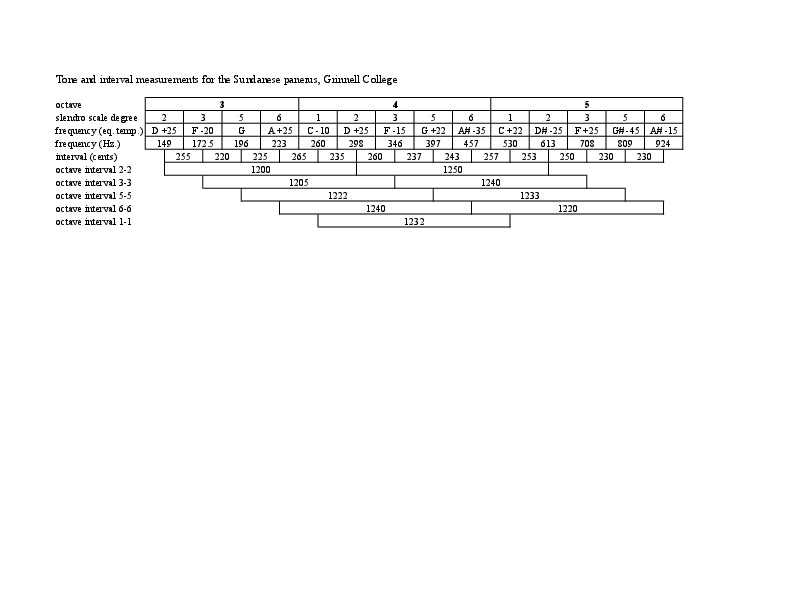 Tone and interval measurements for the Sundanese panerus, Grinnell College
octave 3 4 5
slendro scale degree 2 3 5 6 1 2 3 5 6 1 2 3 5 6
frequency (eq. temp.) D +25 F -20 G A +25 C -10 D +25 F -15 G +22 A# -35 C +22 D# -25 F +25 G# -45 A# -15
frequency (Hz.) 149 172.5 196 223 260 298 346 397 457 530 613 708 809 924
interval (cents) 255 220 225 265 235 260 237 243 257 253 250 230 230
octave interval 2-2 1200 1250
octave interval 3-3 1205 1240
octave interval 5-5 1222 1233
octave interval 6-6 1240 1220
octave interval 1-1 1232